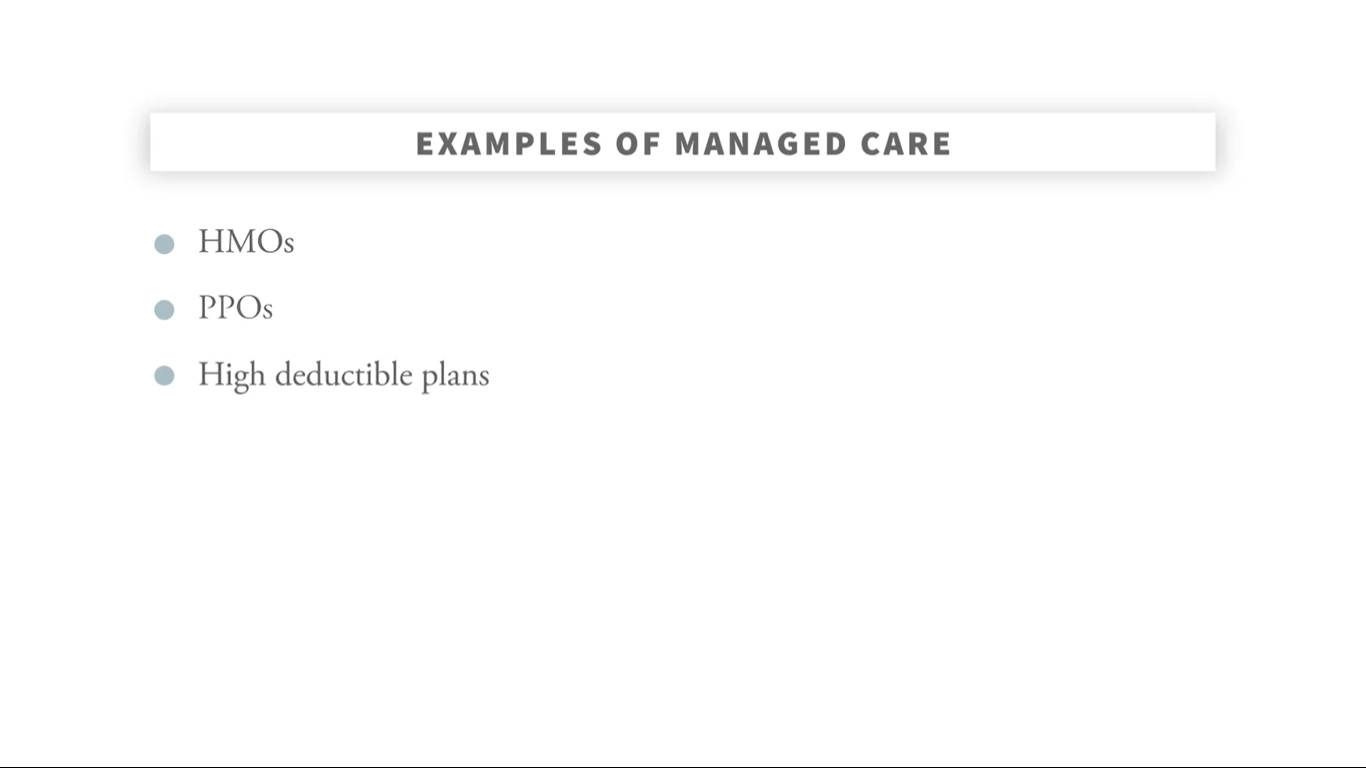 EXAMPLES OF MANAGED CARE
HMOs
PPOs
High deductible plans